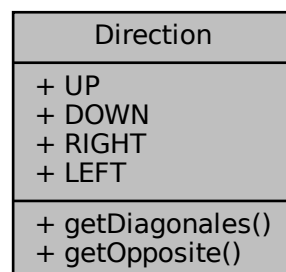 Direction
+ UP
+ DOWN
+ RIGHT
+ LEFT
+ getDiagonales()
+ getOpposite()